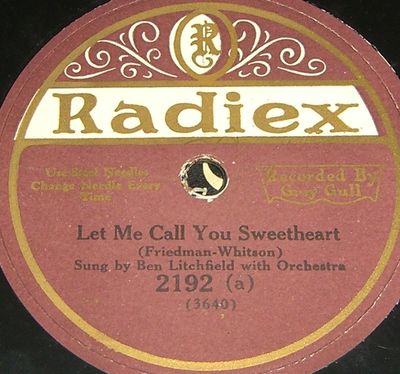 R
Radiex
Use Steel Needles
Change Needle Every
Time
Recorded By
Grey Gull
Let Me Call You Sweetheart
(Friedman-Whitson)
Sung by Ben Litchfield with Orchestra
2192 (a)
(3640)